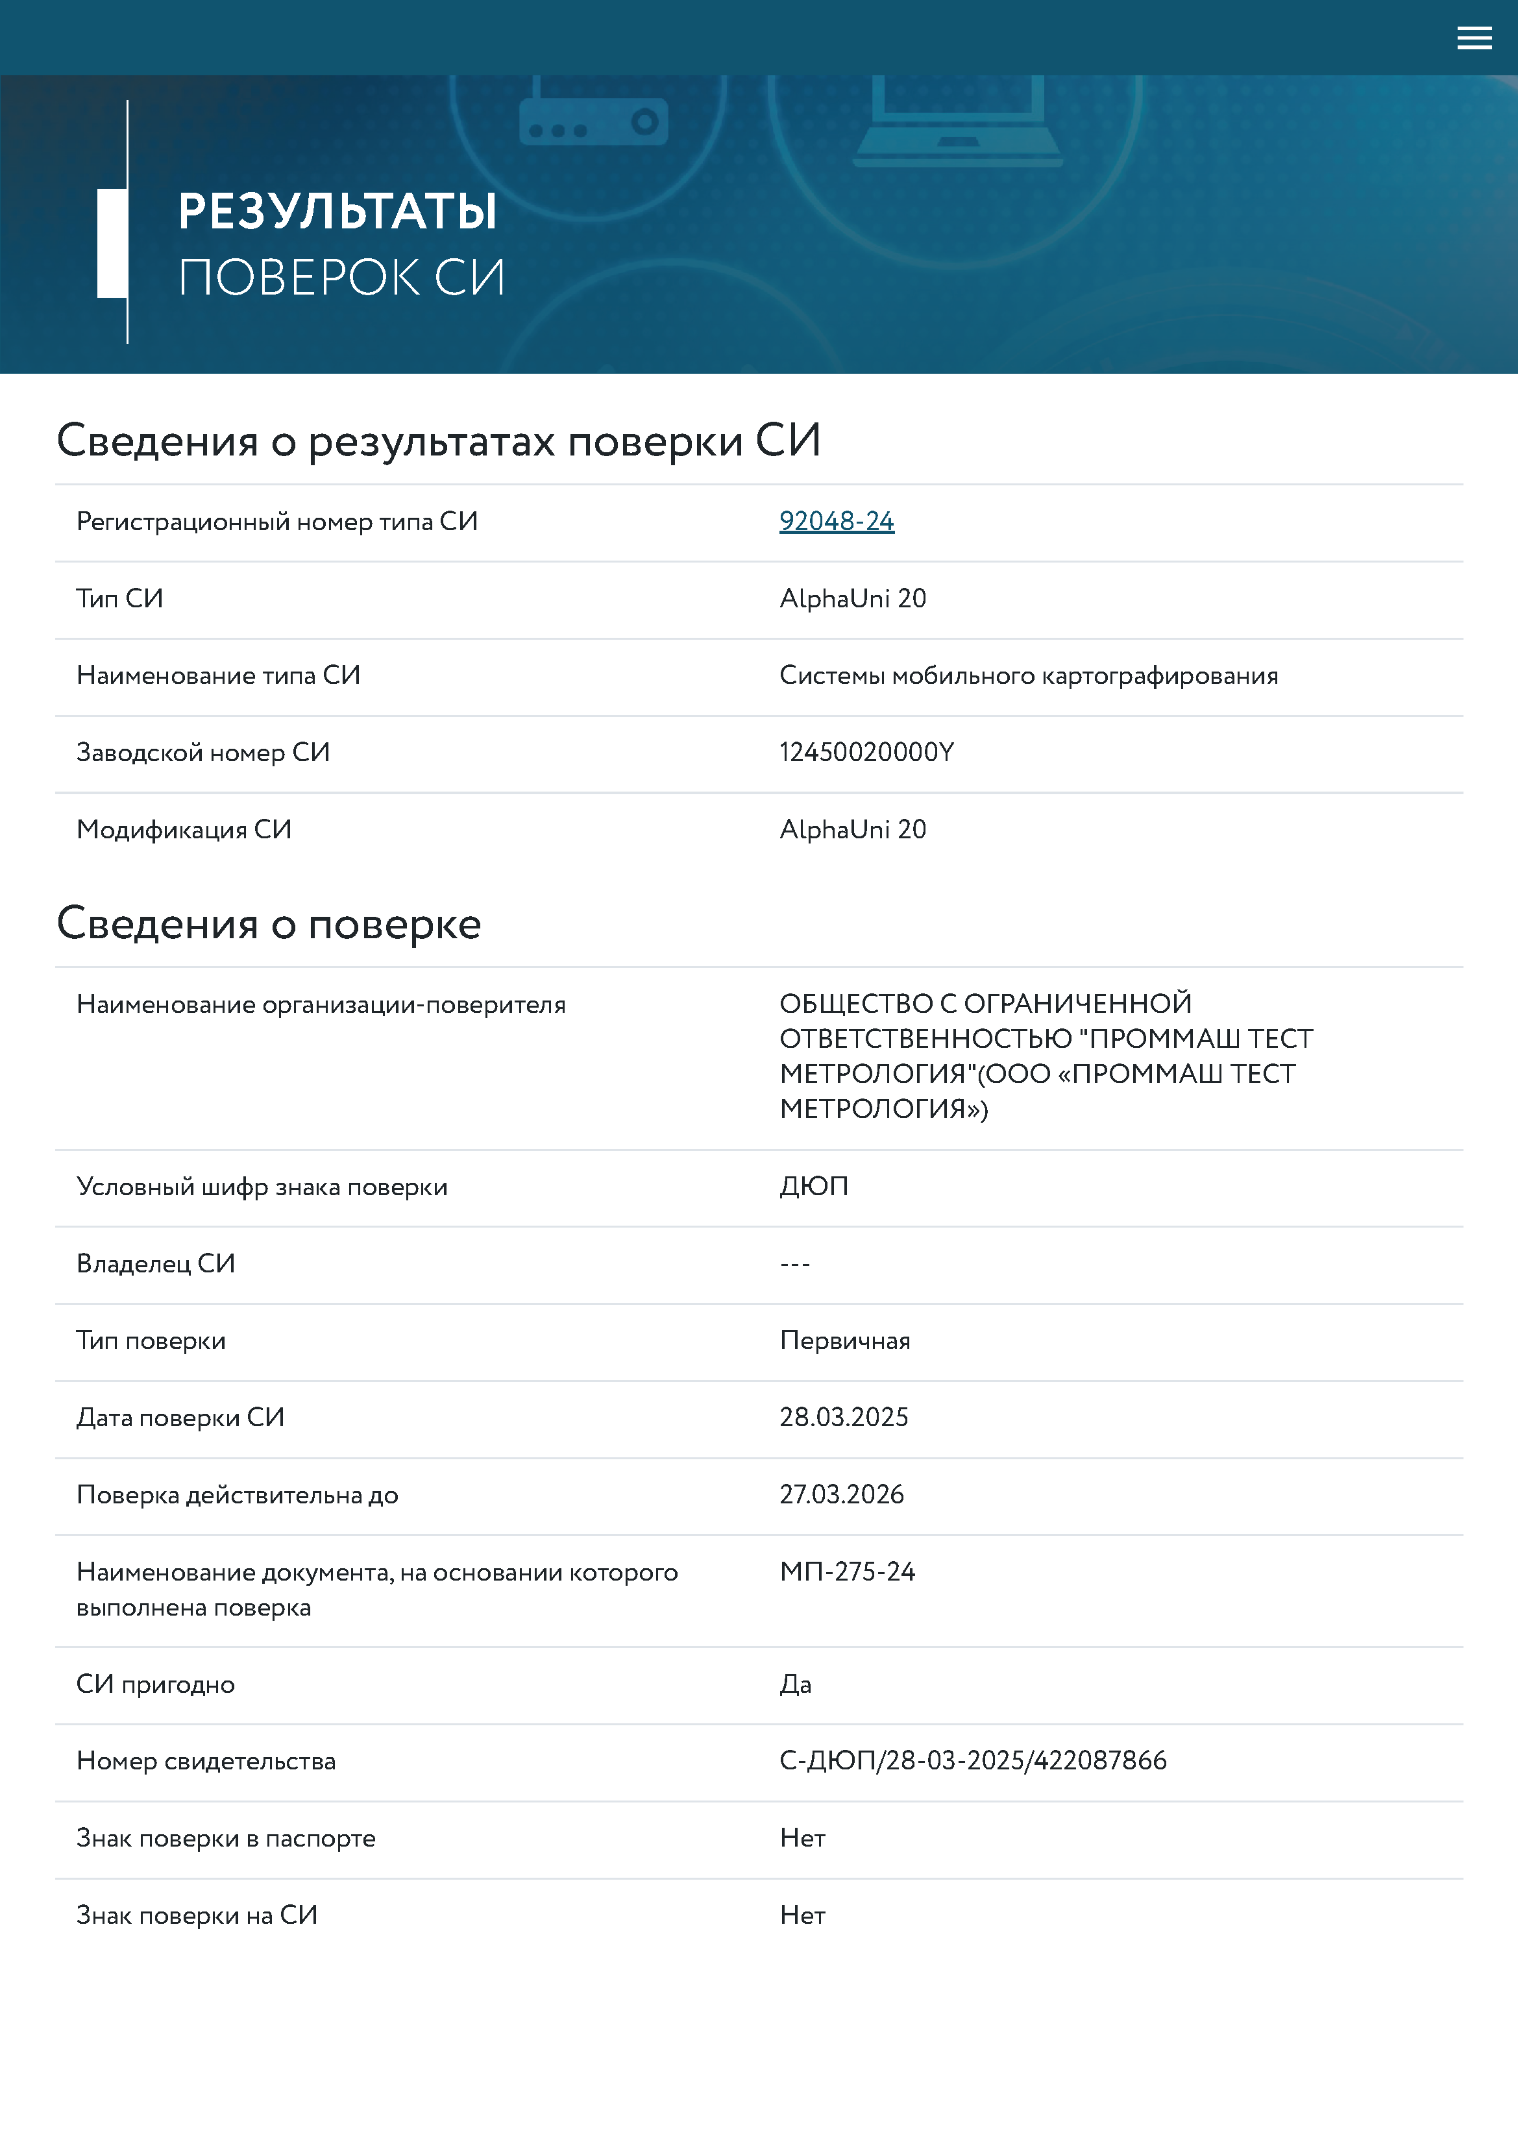 РЕЗУЛЬТАТЫ
ПОВЕРОК СИ
Сведения о результатах поверки СИ
Регистрационный номер типа СИ 92048-24
Тип СИ AlphaUni 20
Наименование типа СИ Системы мобильного картографирования
Заводской номер СИ 12450020000Y
Модификация СИ AlphaUni 20
Сведения о поверке
Наименование организации-поверителя ОБЩЕСТВО С ОГРАНИЧЕННОЙ
ОТВЕТСТВЕННОСТЬЮ "ПРОММАШ ТЕСТ
МЕТРОЛОГИЯ"(ООО «ПРОММАШ ТЕСТ
МЕТРОЛОГИЯ»)
Условный шифр знака поверки ДЮП
Владелец СИ ---
Тип поверки Первичная
Дата поверки СИ 28.03.2025
Поверка действительна до 27.03.2026
Наименование документа, на основании которого МП-275-24
выполнена поверка
СИ пригодно Да
Номер свидетельства С-ДЮП/28-03-2025/422087866
Знак поверки в паспорте Нет
Знак поверки на СИ Нет